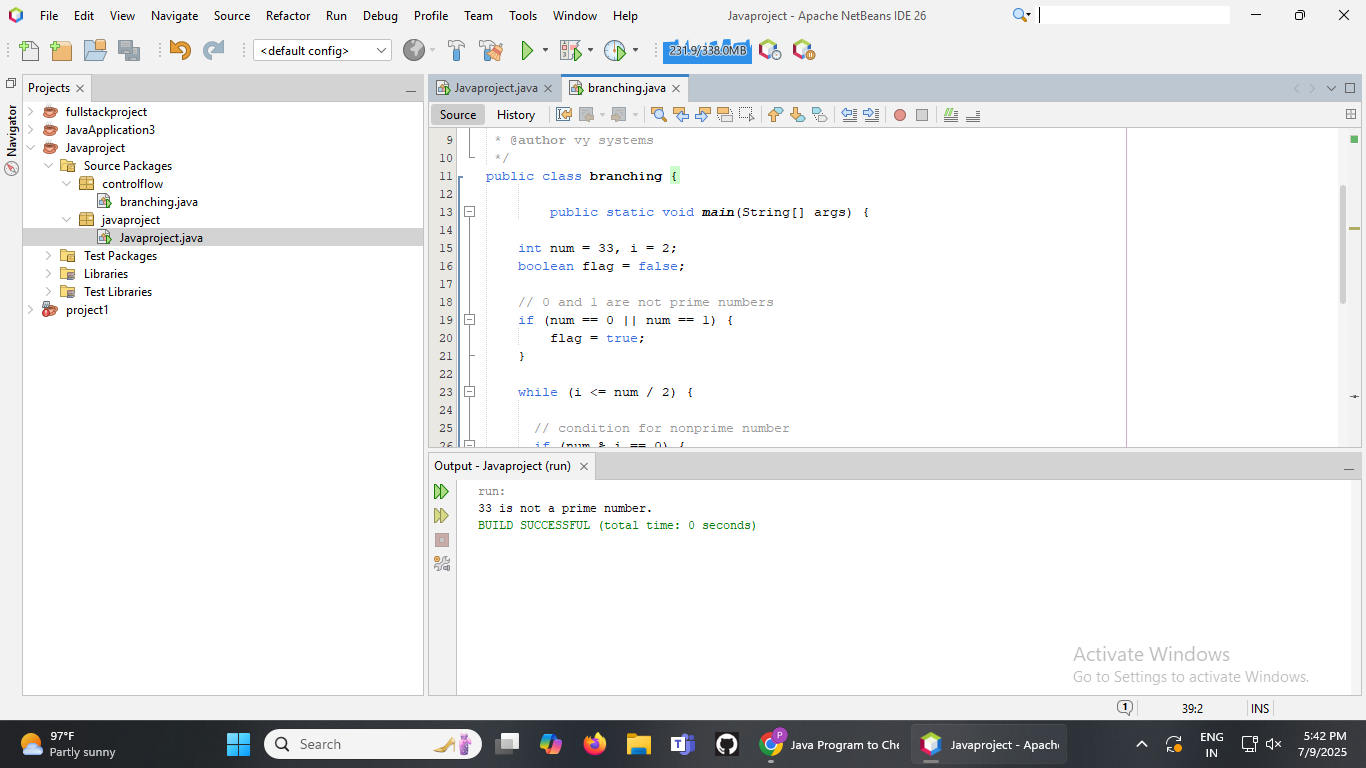 File Edit View Navigate Source Refactor Run Debug Profile Team Tools Window Help Javaproject - Apache NetBeans IDE 26
<default config> 231.9/338.0MB
Navigator
Projects
fullstackproject
JavaApplication3
Javaproject
Source Packages
controlflow
branching.java
javaproject
Javaproject.java
Test Packages
Libraries
Test Libraries
project1
Javaproject.java branching.java
Source History
9 * @author vy systems
10 */
11 public class branching {
12
13 public static void main(String[] args) {
14
15 int num = 33, i = 2;
16 boolean flag = false;
17
18 // 0 and 1 are not prime numbers
19 if (num == 0 || num == 1) {
20 flag = true;
21 }
22
23 while (i <= num / 2) {
24
25 // condition for nonprime number
26 if (num % i == 0) {
Output - Javaproject (run)
run:
33 is not a prime number.
BUILD SUCCESSFUL (total time: 0 seconds)
Activate Windows
Go to Settings to activate Windows.
1 39:2 INS
97°F
Partly sunny
Search
P
Java Program to Che
Javaproject - Apach
ENG
IN
5:42 PM
7/9/2025